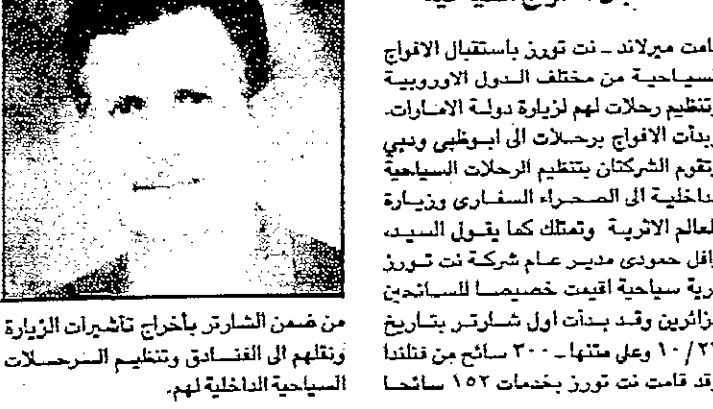 قامت ميرلاند ـ نت تورز باستقبال الافواج
السياحية من مختلف الدول الاوروبية
وتنظيم رحلات لهم لزيارة دولة الامارات.
وبدأت الافواج برحلات الى ابوظبي ودبي
وتقوم الشركتان بتنظيم الرحلات السياحية
الداخلية الى الصحراء السفارى وزيارة
المعالم الاثرية وتمتلك كما يقول السيد،
حمودى مدير عام شركة نت تورز
قرية سياحية اقيمت خصيصا للسائحين
الزائرين وقد بدأت اول شارتر بتاريخ
١٠ وعلى متنها ـ ٣٠٠ سائح من فنلندا
وقد قامت نت تورز بخدمات ١٥٢ سائحا
من ضمن الشارتر بأخراج تأشيرات الزيارة
ونقلهم الى الفنادق وتنظيم الرحلات
السياحية الداخلية لهم.